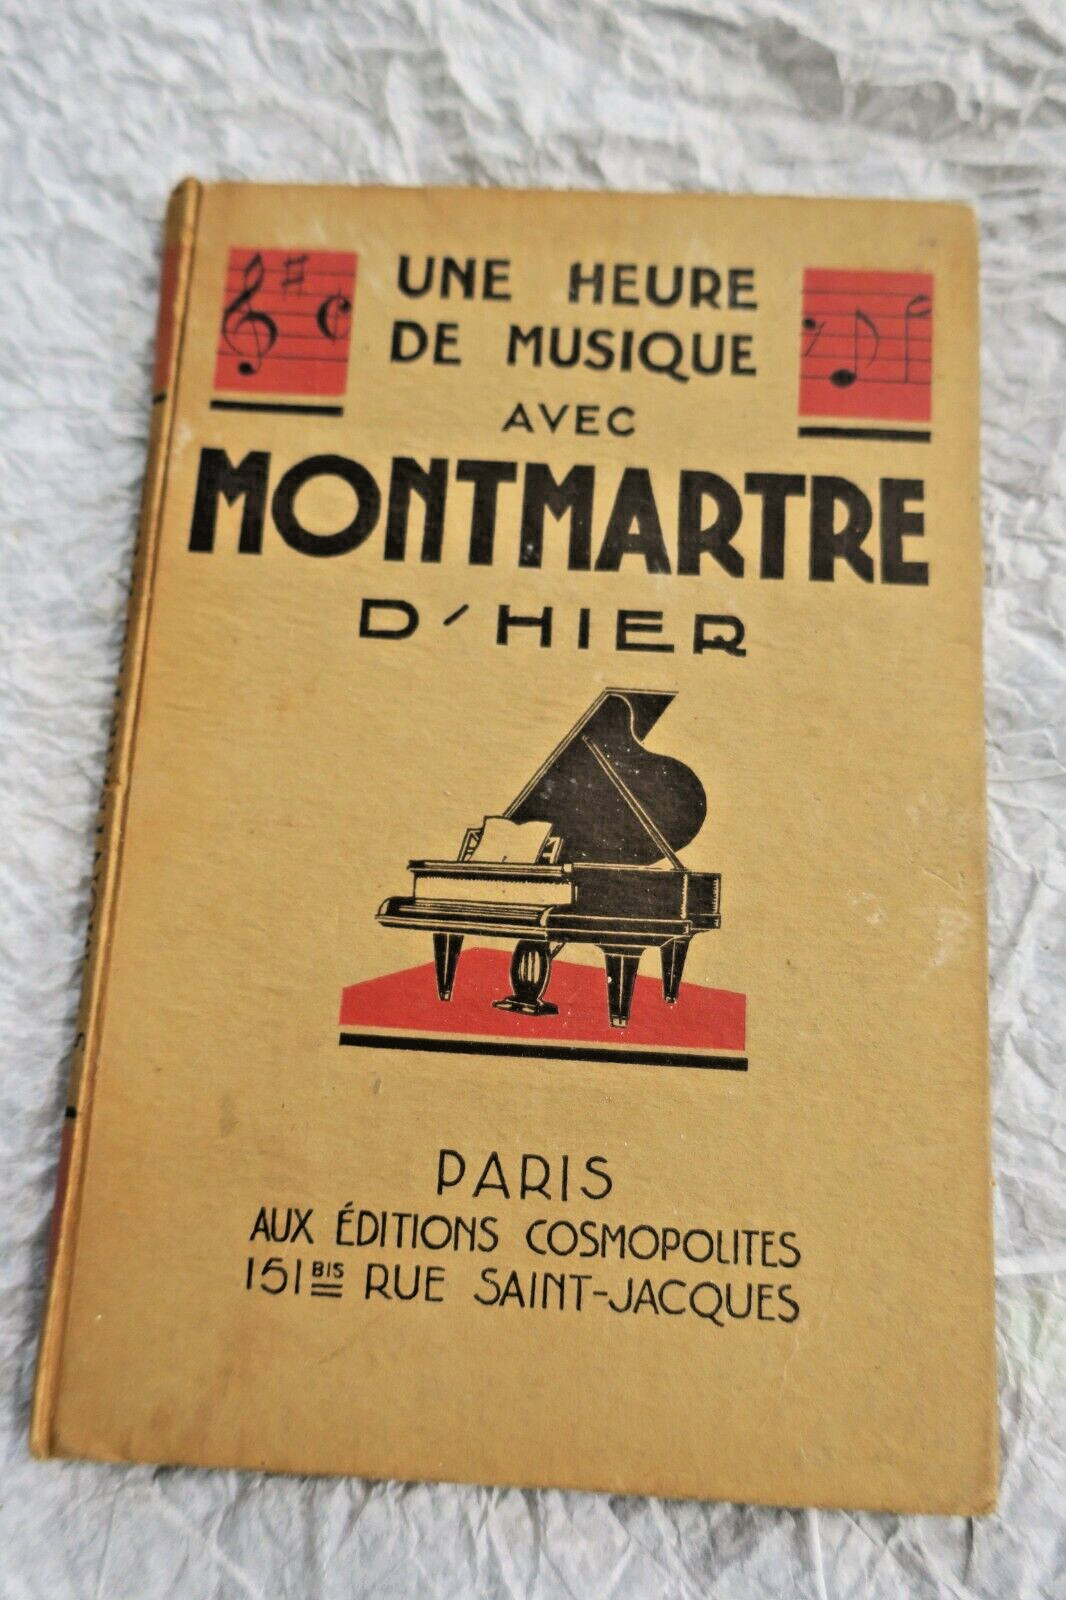 UNE HEURE
DE MUSIQUE
AVEC
MONTMARTRE
D'HIER
PARIS
AUX ÉDITIONS COSMOPOLITES
151 BIS RUE SAINT-JACQUES